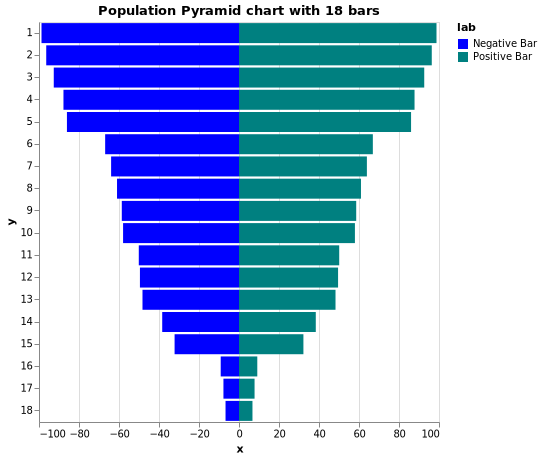 Population Pyramid chart with 18 bars
lab
Negative Bar
Positive Bar
y
1
2
3
4
5
6
7
8
9
10
11
12
13
14
15
16
17
18
−100 −80 −60 −40 −20 0 20 40 60 80 100
x